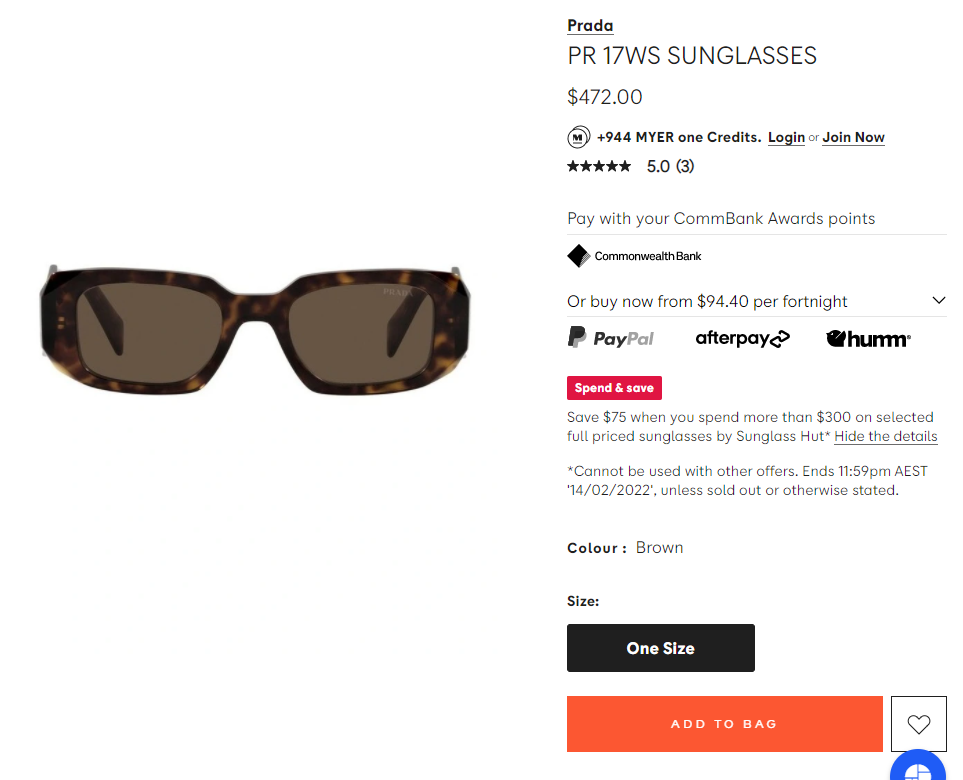 Prada
PR 17WS SUNGLASSES
$472.00
M +944 MYER one Credits. Login or Join Now
★★★★★ 5.0 (3)
Pay with your CommBank Awards points
CommonwealthBank
Or buy now from $94.40 per fortnight
PayPal afterpay humm®
Spend & save
Save $75 when you spend more than $300 on selected
full priced sunglasses by Sunglass Hut* Hide the details
*Cannot be used with other offers. Ends 11:59pm AEST
'14/02/2022', unless sold out or otherwise stated.
Colour : Brown
Size:
One Size
ADD TO BAG
PRADA